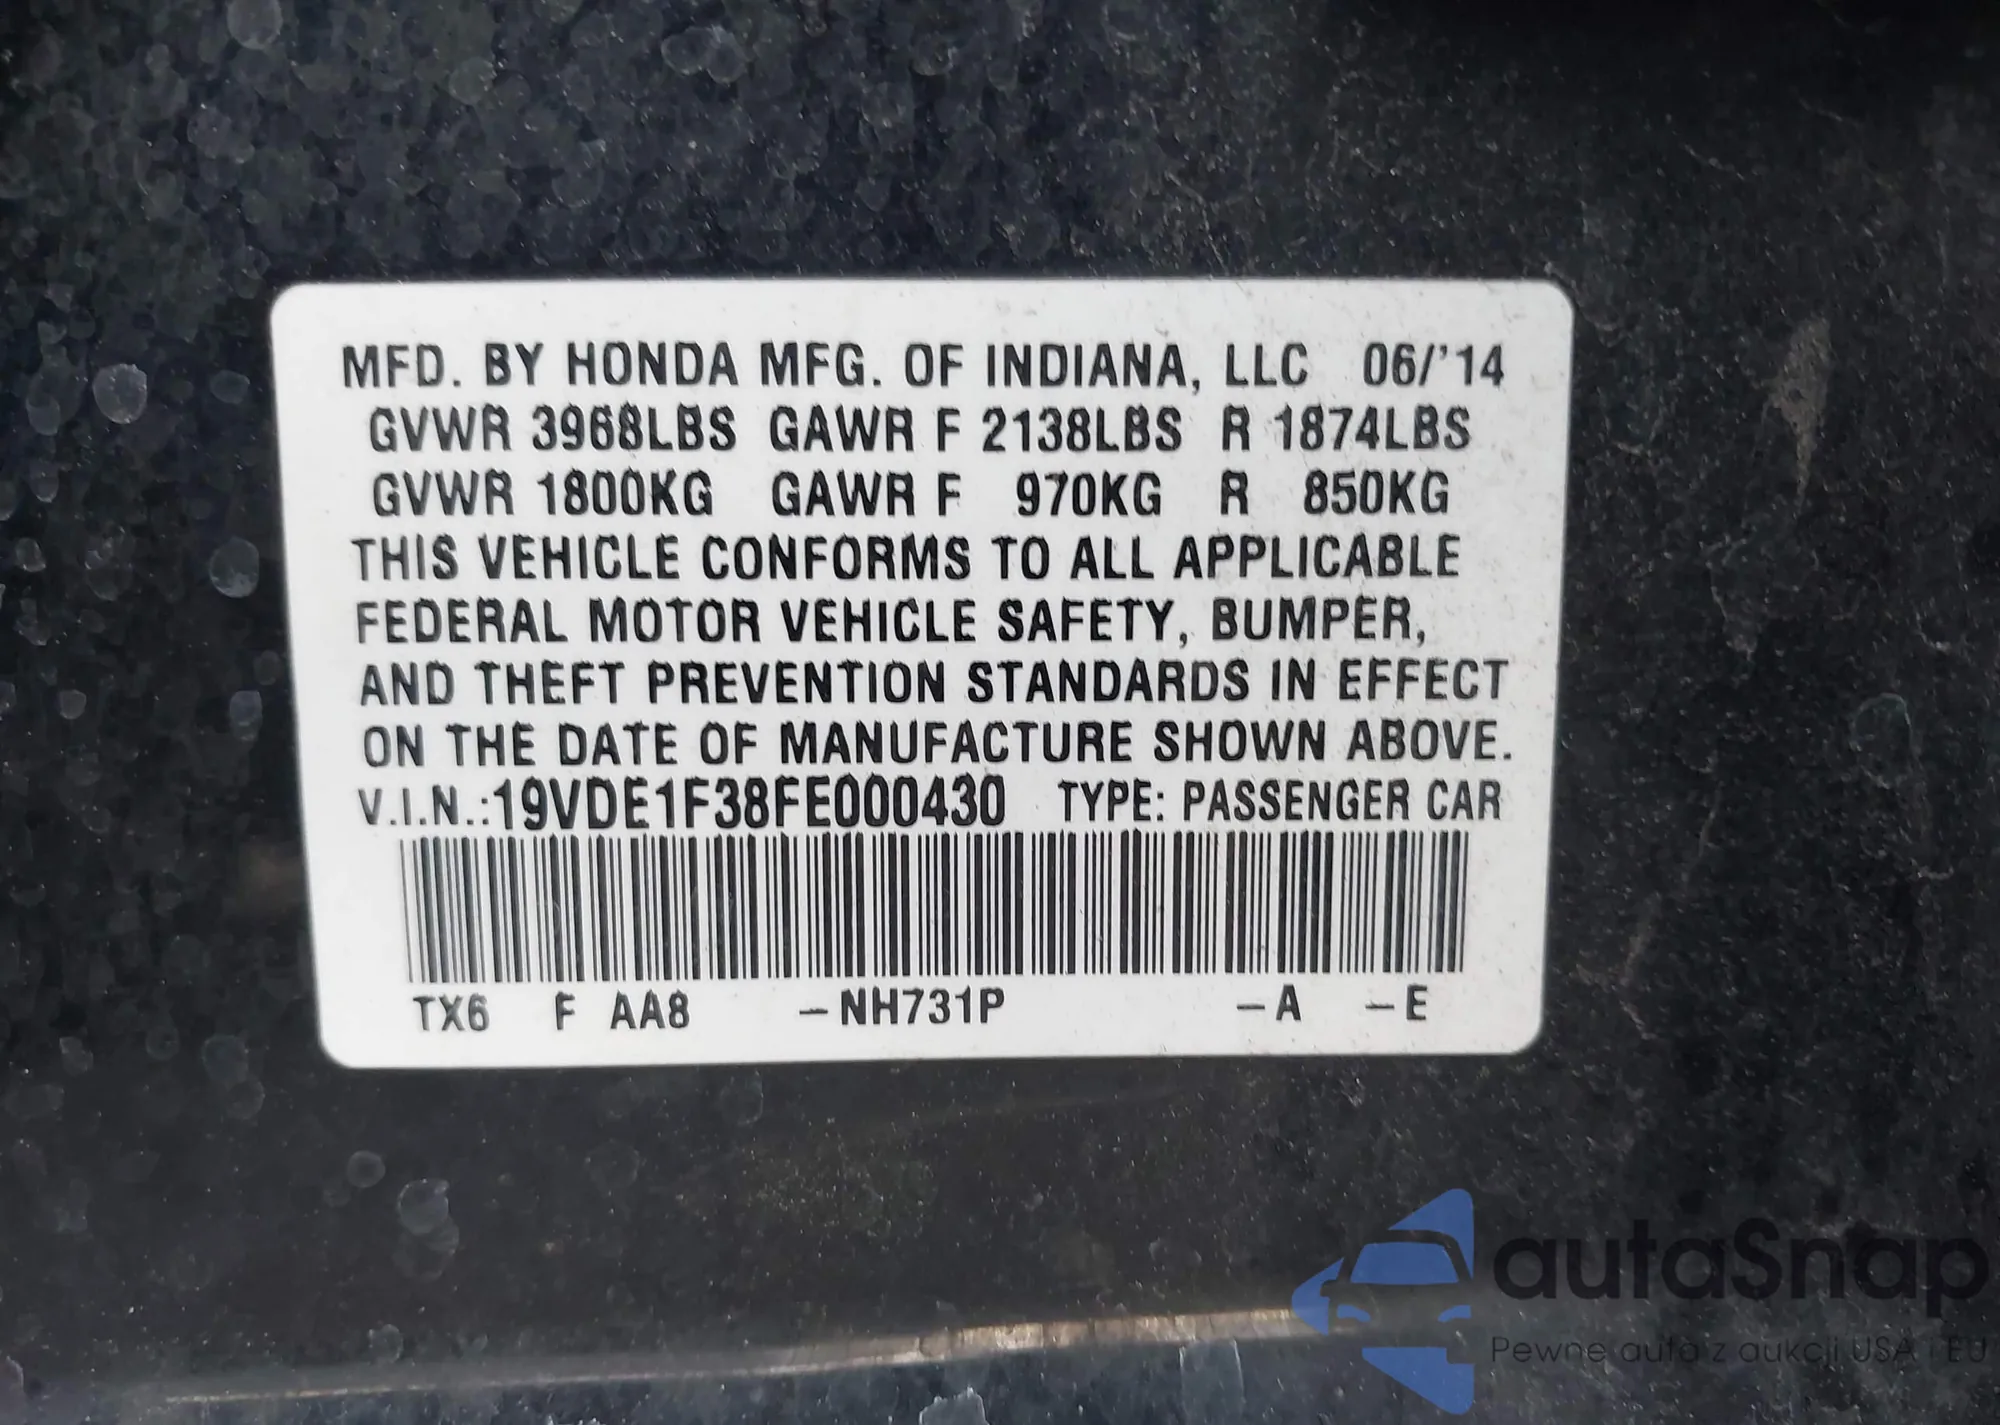 MFD. BY HONDA MFG. OF INDIANA, LLC 06/'14
GVWR 3968LBS GAWR F 2138LBS R 1874LBS
GVWR 1800KG GAWR F 970KG R 850KG
THIS VEHICLE CONFORMS TO ALL APPLICABLE
FEDERAL MOTOR VEHICLE SAFETY, BUMPER,
AND THEFT PREVENTION STANDARDS IN EFFECT
ON THE DATE OF MANUFACTURE SHOWN ABOVE.
V.I.N.:19VDE1F38FE000430 TYPE: PASSENGER CAR
TX6 F AA8 -NH731P -A -E
autaSnap
Pewne auta z aukcji USA i EU